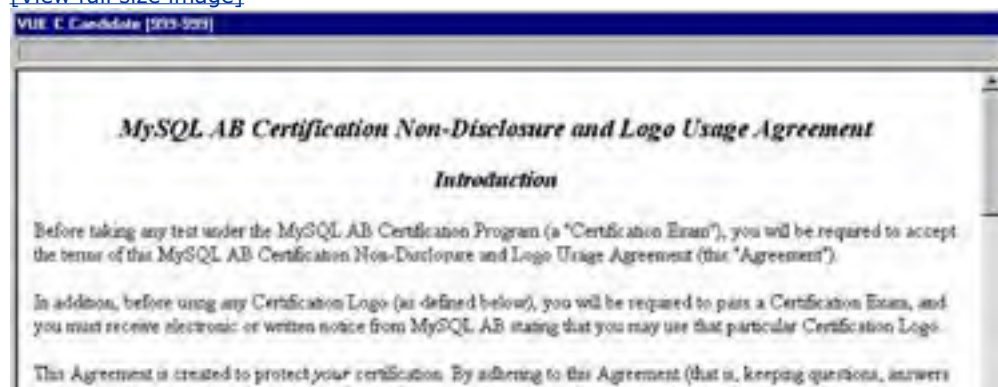 [View full size image]
VUE C Candidate [999-999]
MySQL AB Certification Non-Disclosure and Logo Usage Agreement
Introduction
Before taking any test under the MySQL AB Certification Program (a "Certification Exam"), you will be required to accept
the terms of this MySQL AB Certification Non-Disclosure and Logo Usage Agreement (this "Agreement").
In addition, before using any Certification Logo (as defined below), you will be required to pass a Certification Exam, and
you must receive electronic or written notice from MySQL AB stating that you may use that particular Certification Logo.
This Agreement is created to protect your certification. By adhering to this Agreement (that is, keeping questions, answers